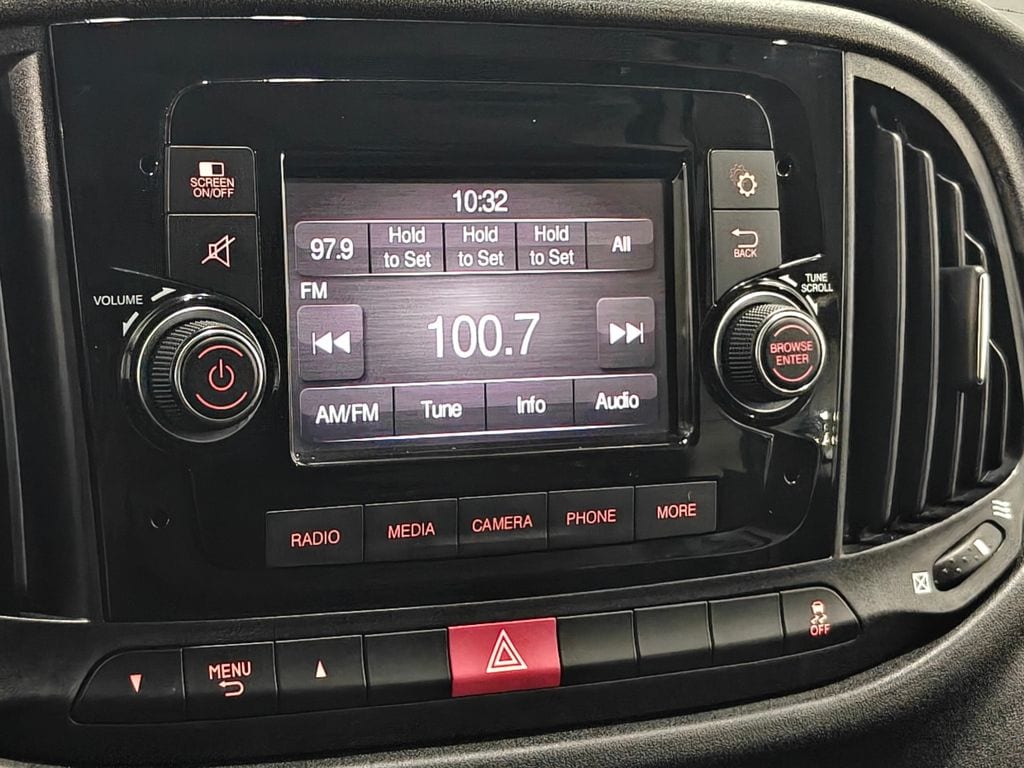 SCREEN
ON/OFF
10:32
97.9
Hold
to Set
Hold
to Set
Hold
to Set
All
BACK
VOLUME
TUNE
SCROLL
FM
100.7
BROWSE
ENTER
AM/FM
Tune
Info
Audio
RADIO
MEDIA
CAMERA
PHONE
MORE
MENU
OFF